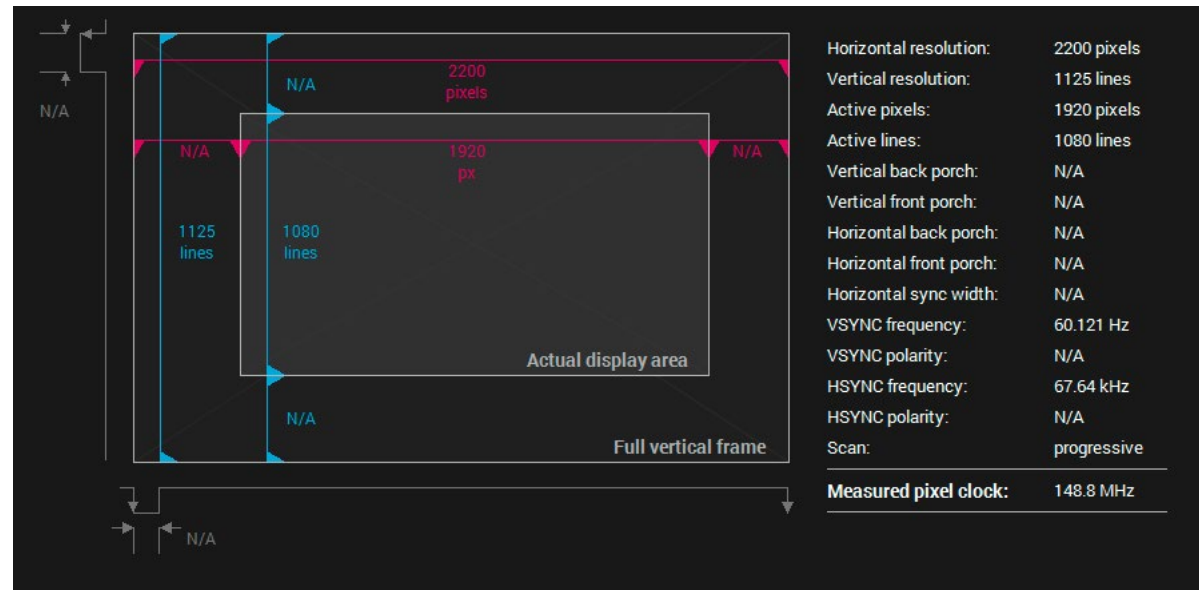 N/A
2200
pixels
N/A
N/A
1920
px
N/A
1125
lines
1080
lines
Actual display area
N/A
Full vertical frame
N/A
Horizontal resolution: 2200 pixels
Vertical resolution: 1125 lines
Active pixels: 1920 pixels
Active lines: 1080 lines
Vertical back porch: N/A
Vertical front porch: N/A
Horizontal back porch: N/A
Horizontal front porch: N/A
Horizontal sync width: N/A
VSYNC frequency: 60.121 Hz
VSYNC polarity: N/A
HSYNC frequency: 67.64 kHz
HSYNC polarity: N/A
Scan: progressive
Measured pixel clock: 148.8 MHz